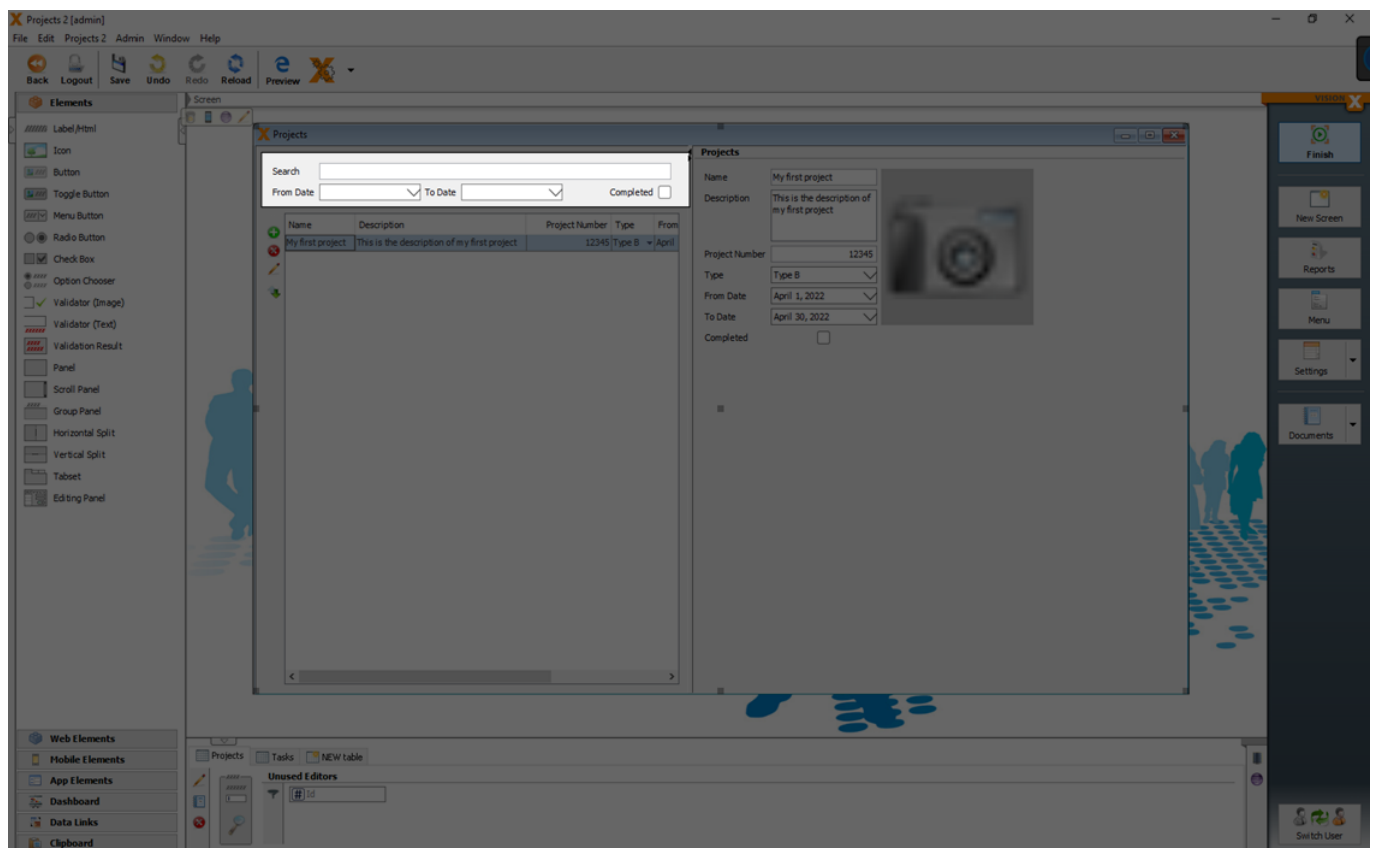 Projects 2 [admin]
File Edit Projects 2 Admin Window Help
Back Logout Save Undo Redo Reload Preview
Elements
Label/Html
Icon
Button
Toggle Button
Menu Button
Radio Button
Check Box
Option Chooser
Validator (Image)
Validator (Text)
Validation Result
Panel
Scroll Panel
Group Panel
Horizontal Split
Vertical Split
Tabset
Editing Panel
Web Elements
Mobile Elements
App Elements
Dashboard
Data Links
Clipboard
Screen
Projects
Search
From Date To Date Completed
Name Description Project Number Type From
My first project This is the description of my first project 12345 Type B April
Projects
Name My first project
Description This is the description of
my first project
Project Number 12345
Type Type B
From Date April 1, 2022
To Date April 30, 2022
Completed
Projects Tasks NEW table
Unused Editors
# Id
VISION X
Finish
New Screen
Reports
Menu
Settings
Documents
Switch User